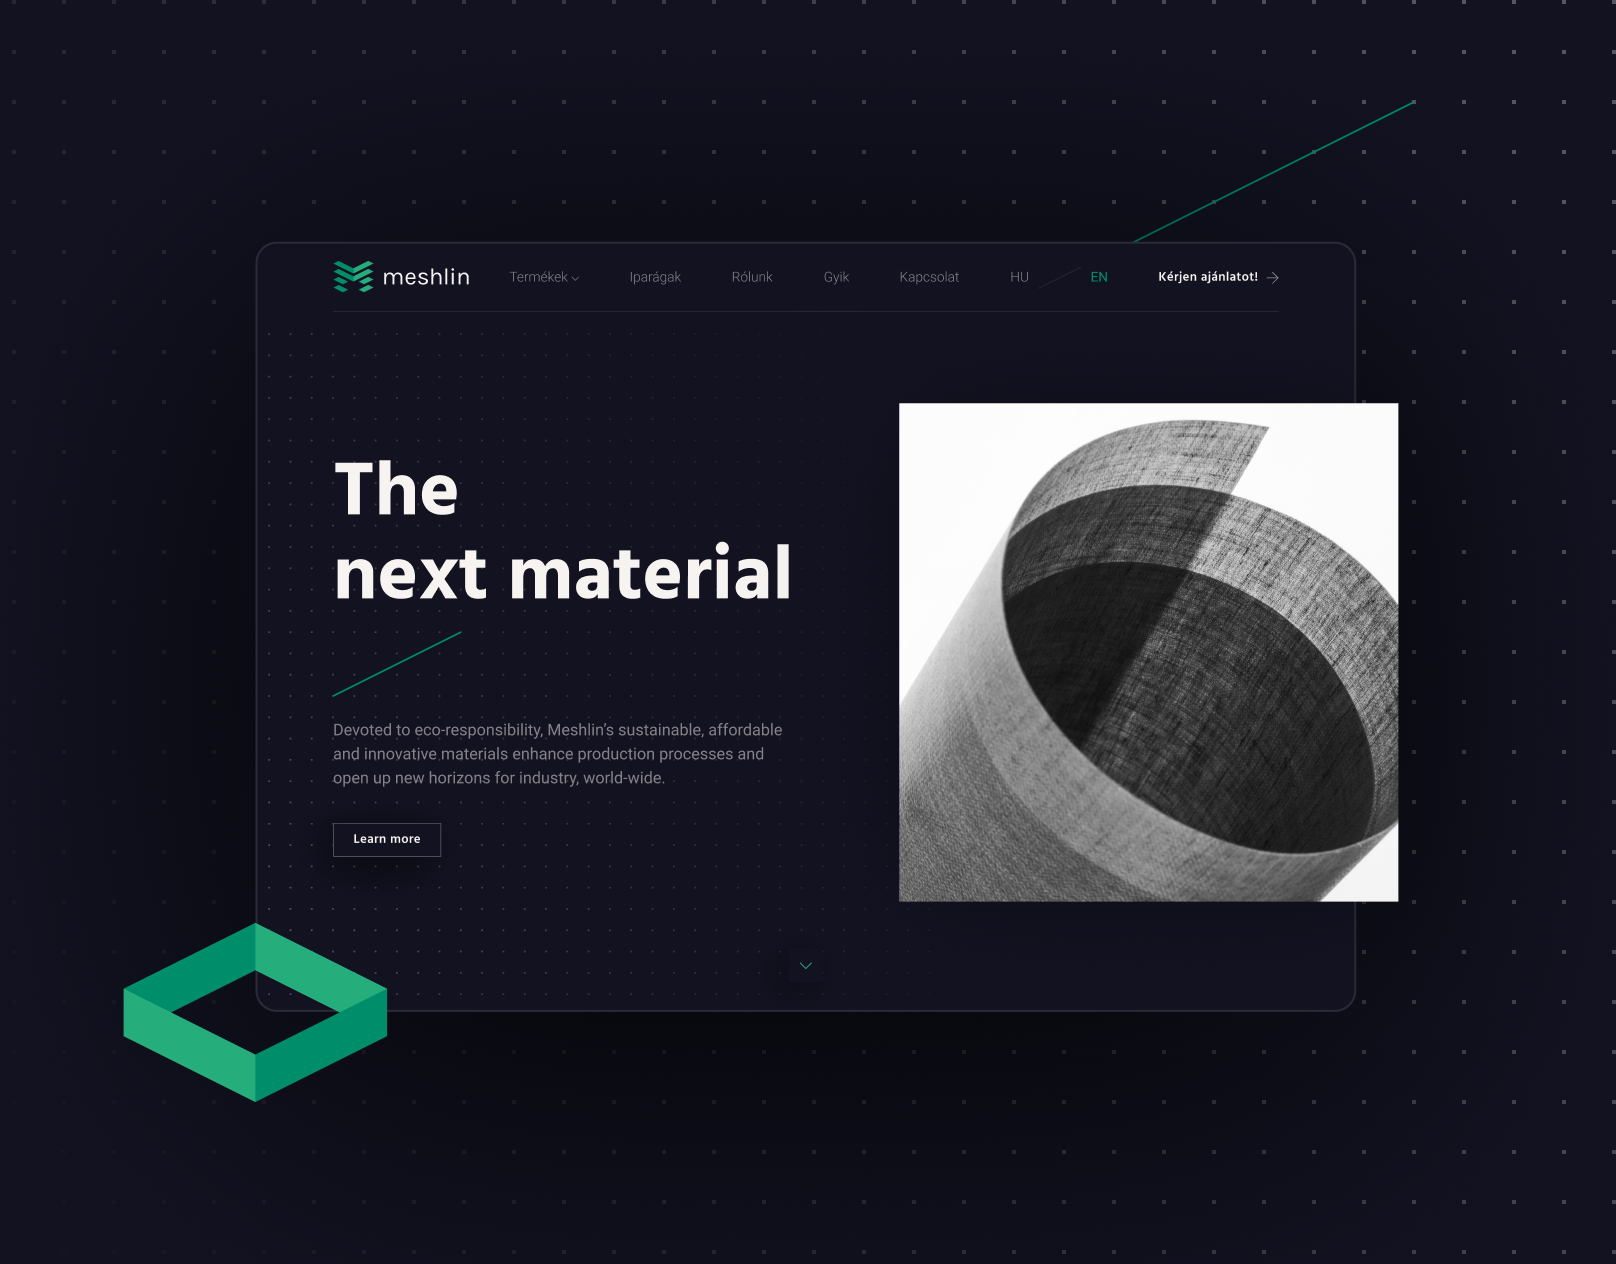 meshlin
Termékek
Iparágak
Rólunk
Gyik
Kapcsolat
HU
EN
Kérjen ajánlatot!
The
next material
Devoted to eco-responsibility, Meshlin's sustainable, affordable
and innovative materials enhance production processes and
open up new horizons for industry, world-wide.
Learn more